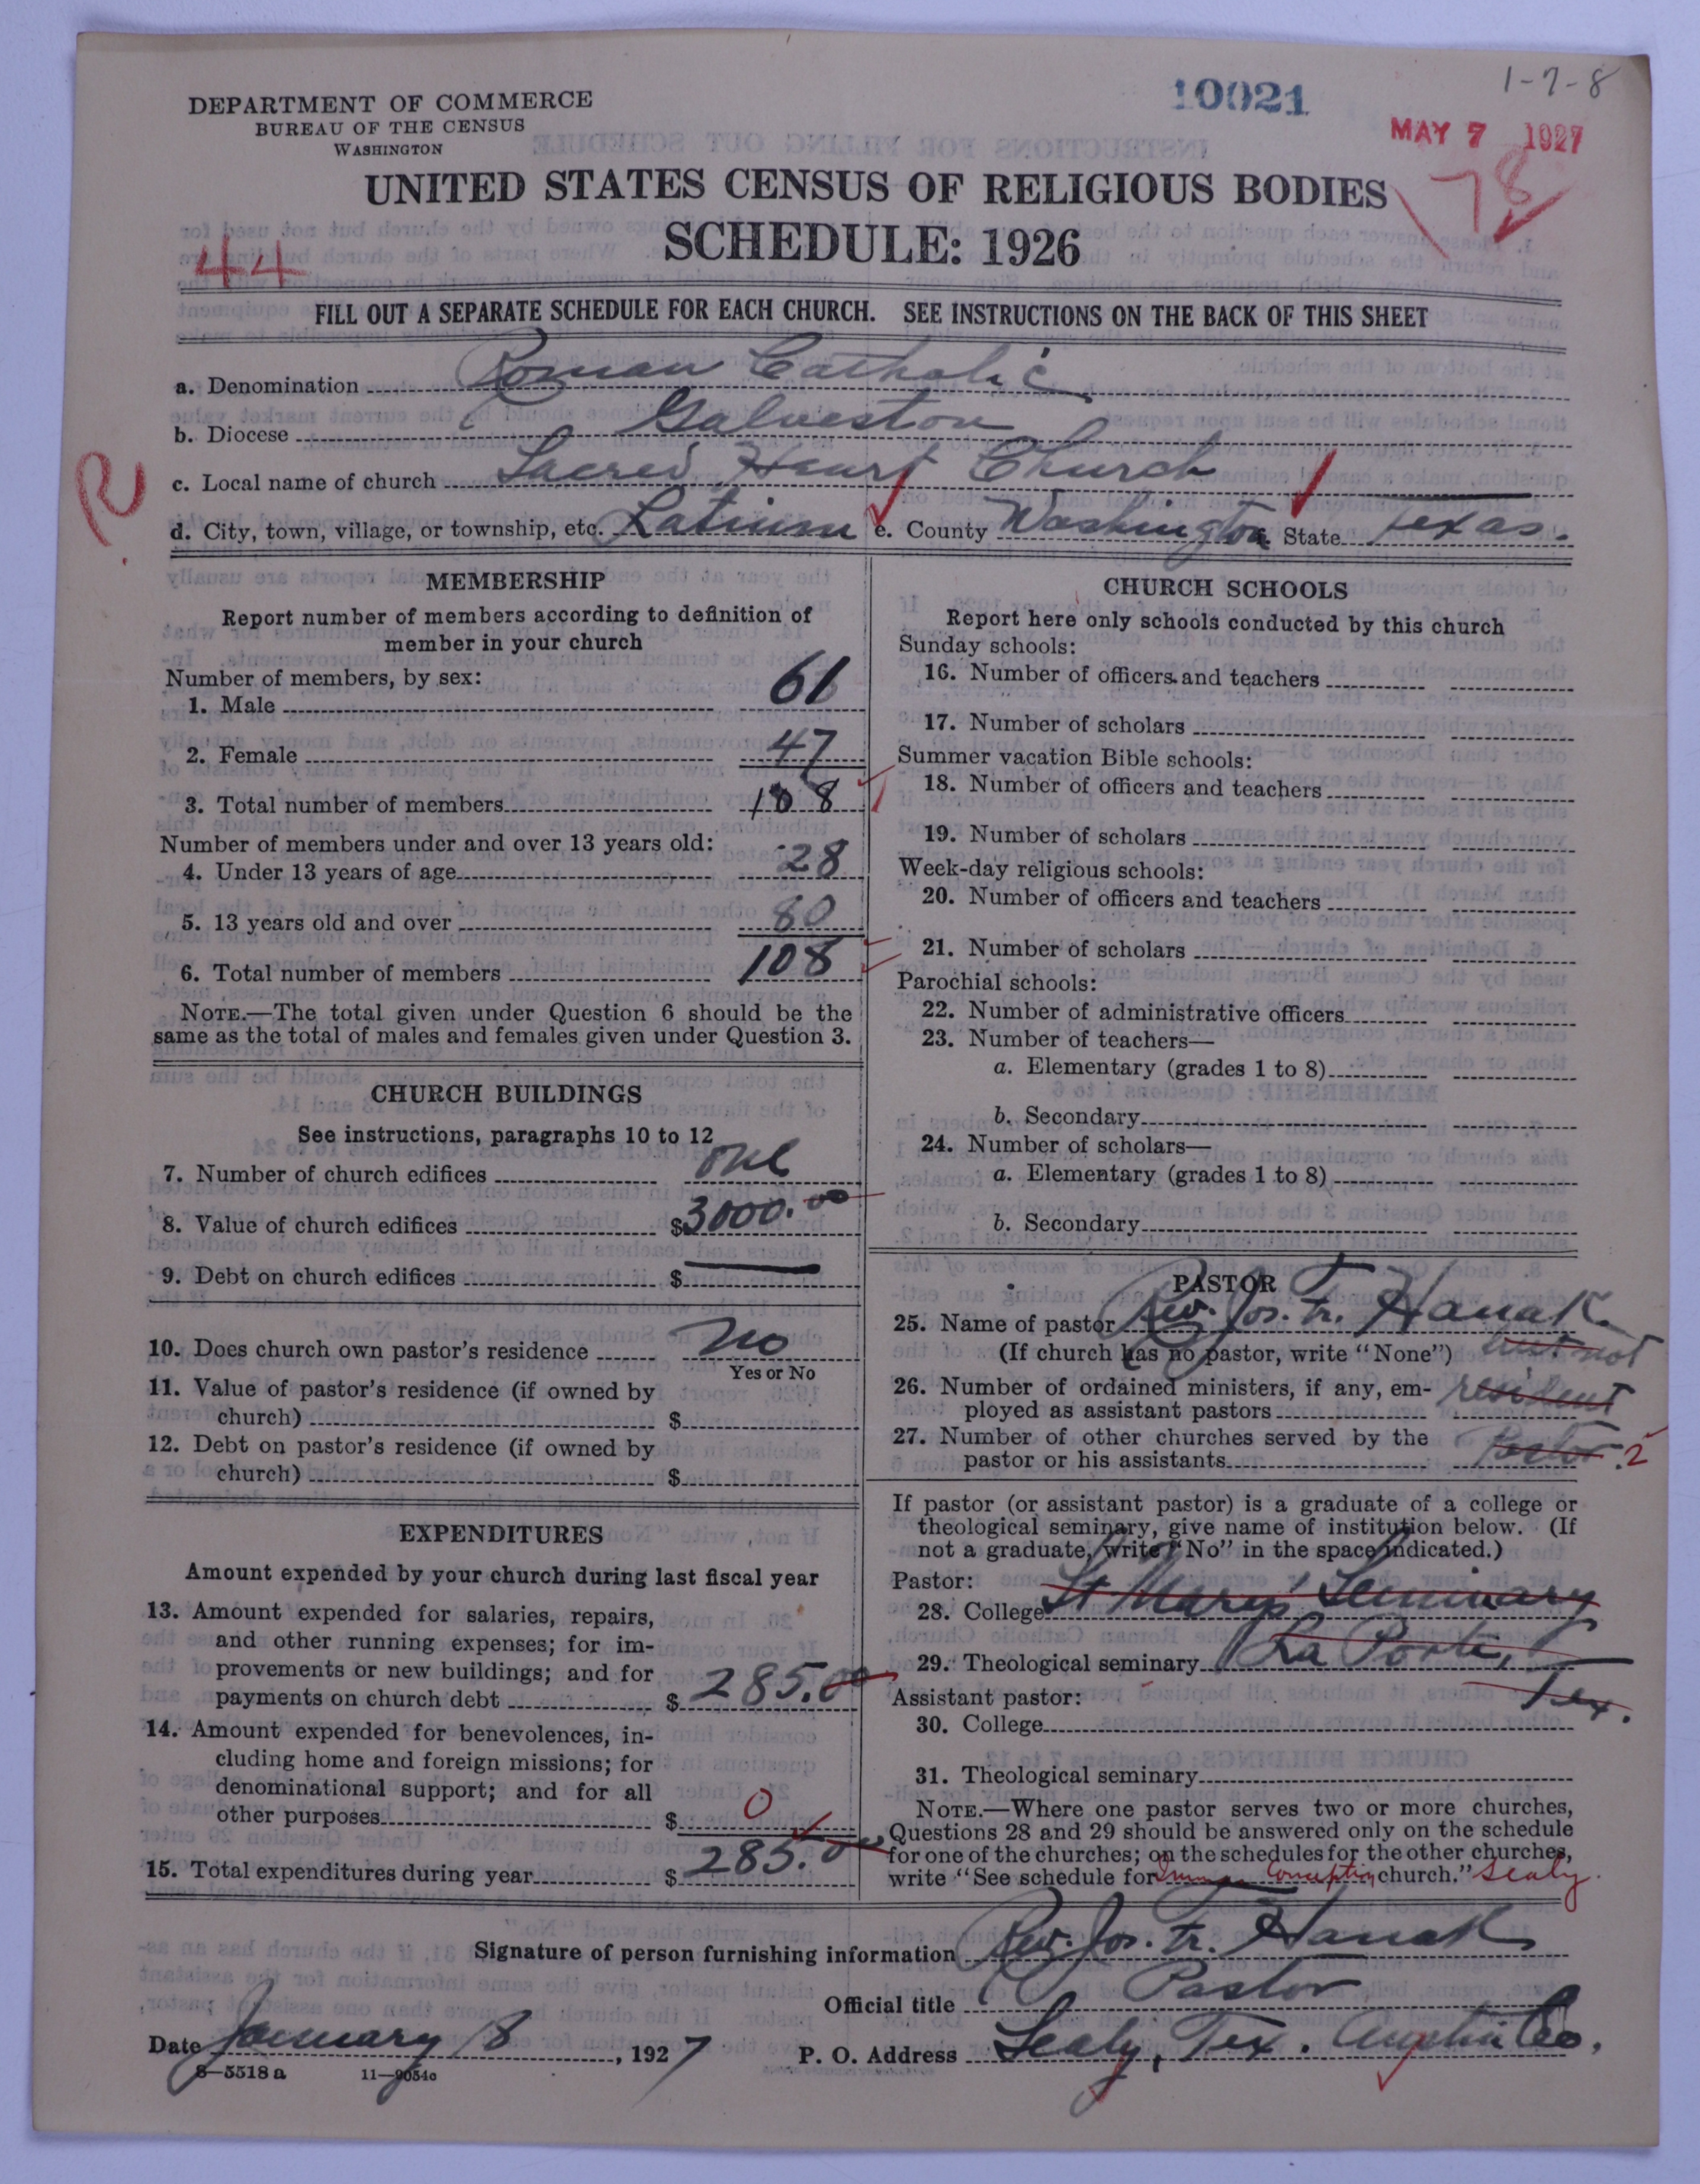 1-7-8
10021
DEPARTMENT OF COMMERCE
BUREAU OF THE CENSUS
WASHINGTON
MAY 7 1927
UNITED STATES CENSUS OF RELIGIOUS BODIES
178
SCHEDULE: 1926
44
FILL OUT A SEPARATE SCHEDULE FOR EACH CHURCH. SEE INSTRUCTIONS ON THE BACK OF THIS SHEET
a. Denomination Roman Catholic
b. Diocese Galveston
R
c. Local name of church Sacred Heart Church
d. City, town, village, or township, etc. Latium e. County Washington State Texas.
MEMBERSHIP
Report number of members according to definition of
member in your church
Number of members, by sex:
1. Male 61
2. Female 47
3. Total number of members 108
Number of members under and over 13 years old:
4. Under 13 years of age 28
5. 13 years old and over 80
6. Total number of members 108
NOTE.—The total given under Question 6 should be the
same as the total of males and females given under Question 3.
CHURCH BUILDINGS
See instructions, paragraphs 10 to 12
7. Number of church edifices one
8. Value of church edifices $3000.00
9. Debt on church edifices $
10. Does church own pastor's residence no
Yes or No
11. Value of pastor's residence (if owned by
church) $
12. Debt on pastor's residence (if owned by
church) $
EXPENDITURES
Amount expended by your church during last fiscal year
13. Amount expended for salaries, repairs,
and other running expenses; for im-
provements or new buildings; and for
payments on church debt $ 285.00
14. Amount expended for benevolences, in-
cluding home and foreign missions; for
denominational support; and for all
other purposes $ 0
15. Total expenditures during year $ 285.00
CHURCH SCHOOLS
Report here only schools conducted by this church
Sunday schools:
16. Number of officers and teachers
17. Number of scholars
Summer vacation Bible schools:
18. Number of officers and teachers
19. Number of scholars
Week-day religious schools:
20. Number of officers and teachers
21. Number of scholars
Parochial schools:
22. Number of administrative officers
23. Number of teachers—
a. Elementary (grades 1 to 8)
b. Secondary
24. Number of scholars—
a. Elementary (grades 1 to 8)
b. Secondary
PASTOR
25. Name of pastor Rev. Jos. Fr. Hanak
(If church has no pastor, write "None") but not
26. Number of ordained ministers, if any, em- resident
ployed as assistant pastors
27. Number of other churches served by the
pastor or his assistants Pastor. 2
If pastor (or assistant pastor) is a graduate of a college or
theological seminary, give name of institution below. (If
not a graduate, write "No" in the space indicated.)
Pastor:
28. College St Mary's Seminary
29. Theological seminary La Porte,
Tex.
Assistant pastor:
30. College
31. Theological seminary
NOTE.—Where one pastor serves two or more churches,
Questions 28 and 29 should be answered only on the schedule
for one of the churches; on the schedules for the other churches,
write "See schedule for Conception church." Sealy.
Signature of person furnishing information Rev. Jos. Fr. Hanak
Official title Pastor
Date January 8, 1927 P. O. Address Sealy, Tex. Austin Co.
8—5518 a 11—9054c